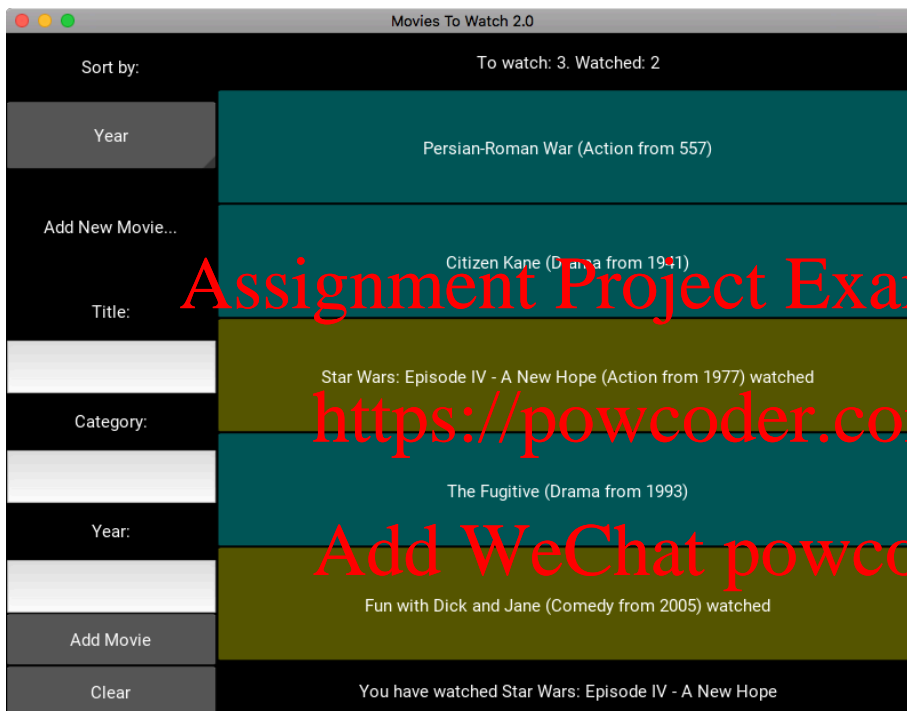 Movies To Watch 2.0
Sort by:
To watch: 3. Watched: 2
Year
Persian-Roman War (Action from 557)
Add New Movie...
Citizen Kane (Drama from 1941)
Assignment Project Exa
Title:
Star Wars: Episode IV - A New Hope (Action from 1977) watched
https://powcoder.co
Category:
The Fugitive (Drama from 1993)
Year:
Add WeChat powco
Fun with Dick and Jane (Comedy from 2005) watched
Add Movie
Clear
You have watched Star Wars: Episode IV - A New Hope